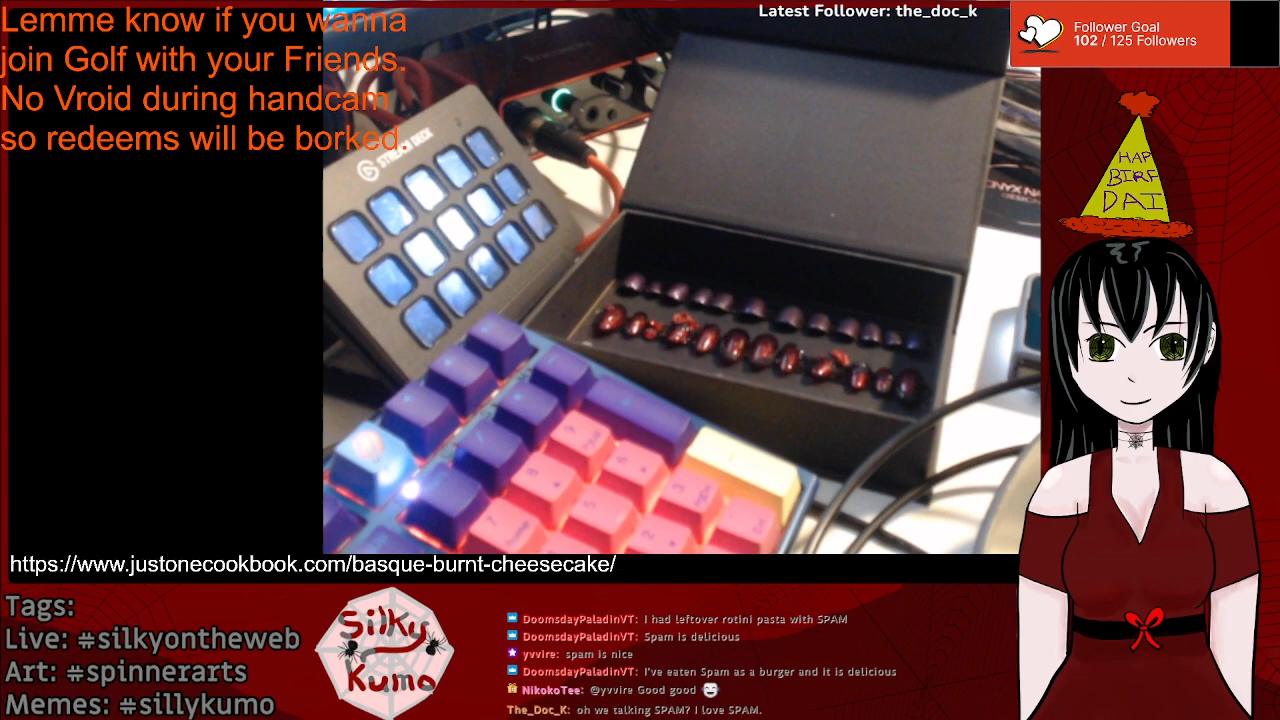 Lemme know if you wanna
join Golf with your Friends.
No Vroid during handcam
so redeems will be borked.
Latest Follower: the_doc_k
Follower Goal
102 / 125 Followers
HAP
BIRF
DAI
STREAM DECK
https://www.justonecookbook.com/basque-burnt-cheesecake/
Tags:
Live: #silkyontheweb
Art: #spinnerarts
Memes: #sillykumo
Silky
Kumo
DoomsdayPaladinVT: I had leftover rotini pasta with SPAM
DoomsdayPaladinVT: Spam is delicious
yvvire: spam is nice
DoomsdayPaladinVT: I've eaten Spam as a burger and it is delicious
NikokoTee: @yvvire Good good
The_Doc_K: oh we talking SPAM? I love SPAM.